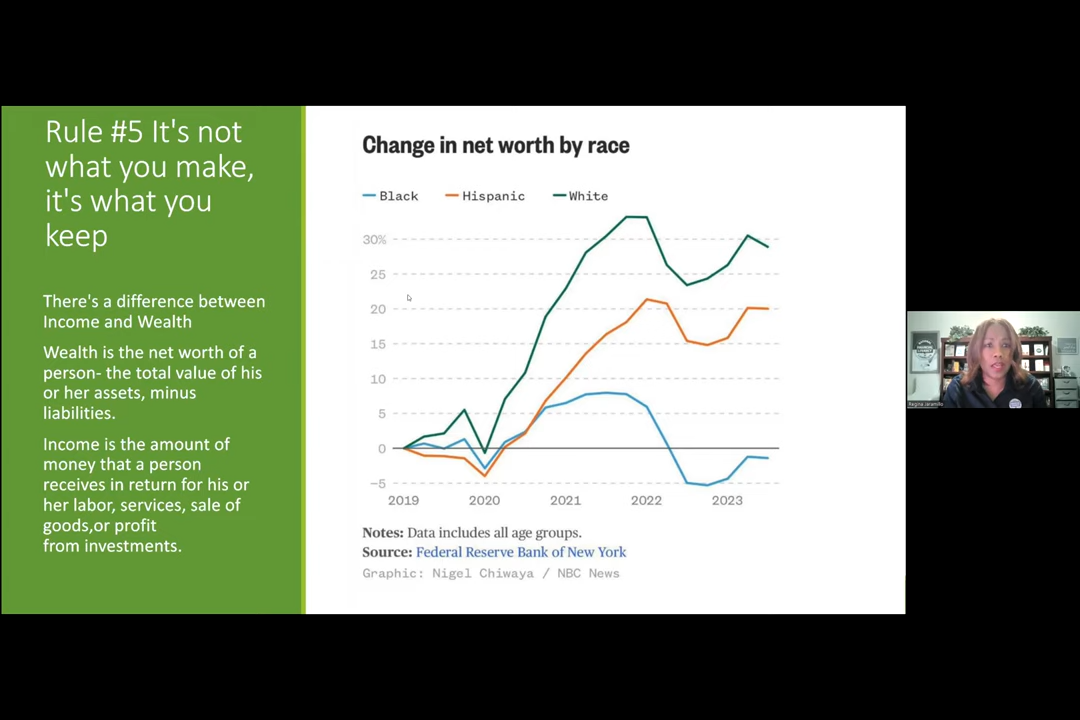 Rule #5 It's not
what you make,
it's what you
keep
There's a difference between
Income and Wealth
Wealth is the net worth of a
person- the total value of his
or her assets, minus
liabilities.
Income is the amount of
money that a person
receives in return for his or
her labor, services, sale of
goods,or profit
from investments.
Change in net worth by race
Black Hispanic White
30%
25
20
15
10
5
0
−5
2019 2020 2021 2022 2023
Notes: Data includes all age groups.
Source: Federal Reserve Bank of New York
Graphic: Nigel Chiwaya / NBC News